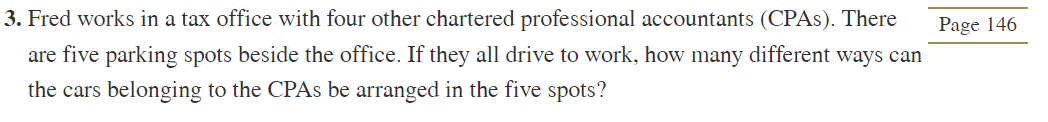 3. Fred works in a tax office with four other chartered professional accountants (CPAs). There
Page 146
are five parking spots beside the office. If they all drive to work, how many different ways can
the cars belonging to the CPAs be arranged in the five spots?